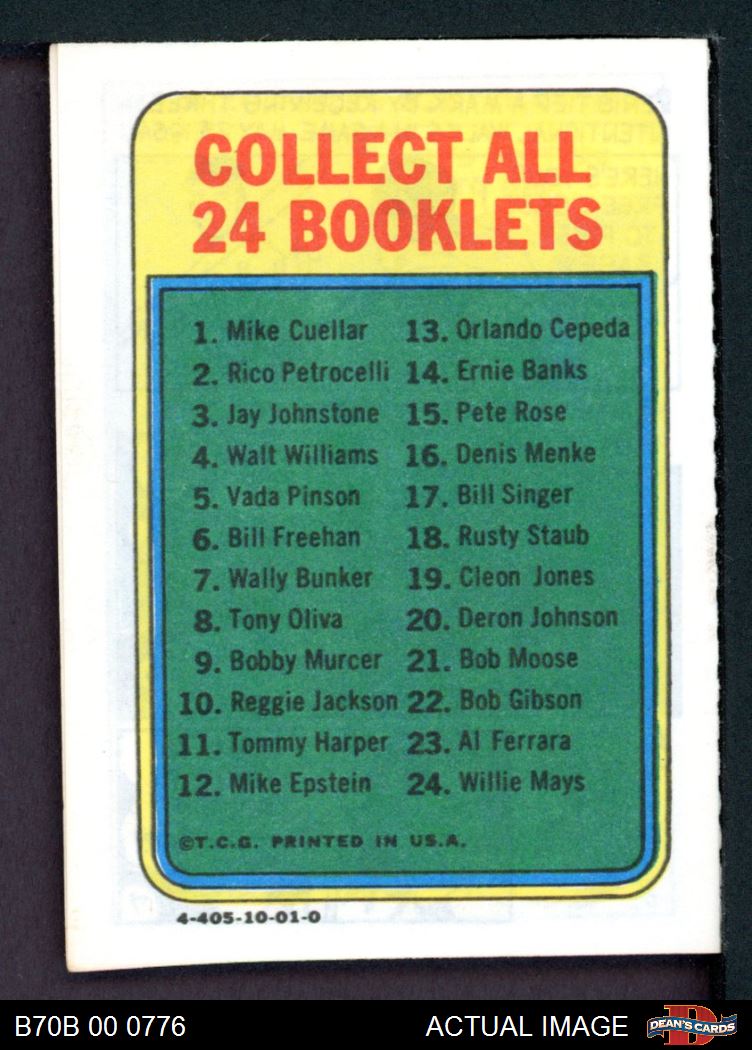 COLLECT ALL
24 BOOKLETS
1. Mike Cuellar
2. Rico Petrocelli
3. Jay Johnstone
4. Walt Williams
5. Vada Pinson
6. Bill Freehan
7. Wally Bunker
8. Tony Oliva
9. Bobby Murcer
10. Reggie Jackson
11. Tommy Harper
12. Mike Epstein
13. Orlando Cepeda
14. Ernie Banks
15. Pete Rose
16. Denis Menke
17. Bill Singer
18. Rusty Staub
19. Cleon Jones
20. Deron Johnson
21. Bob Moose
22. Bob Gibson
23. Al Ferrara
24. Willie Mays
©T.C.G. PRINTED IN U.S.A.
4-405-10-01-0
B70B 00 0776
ACTUAL IMAGE
DEAN'S CARDS